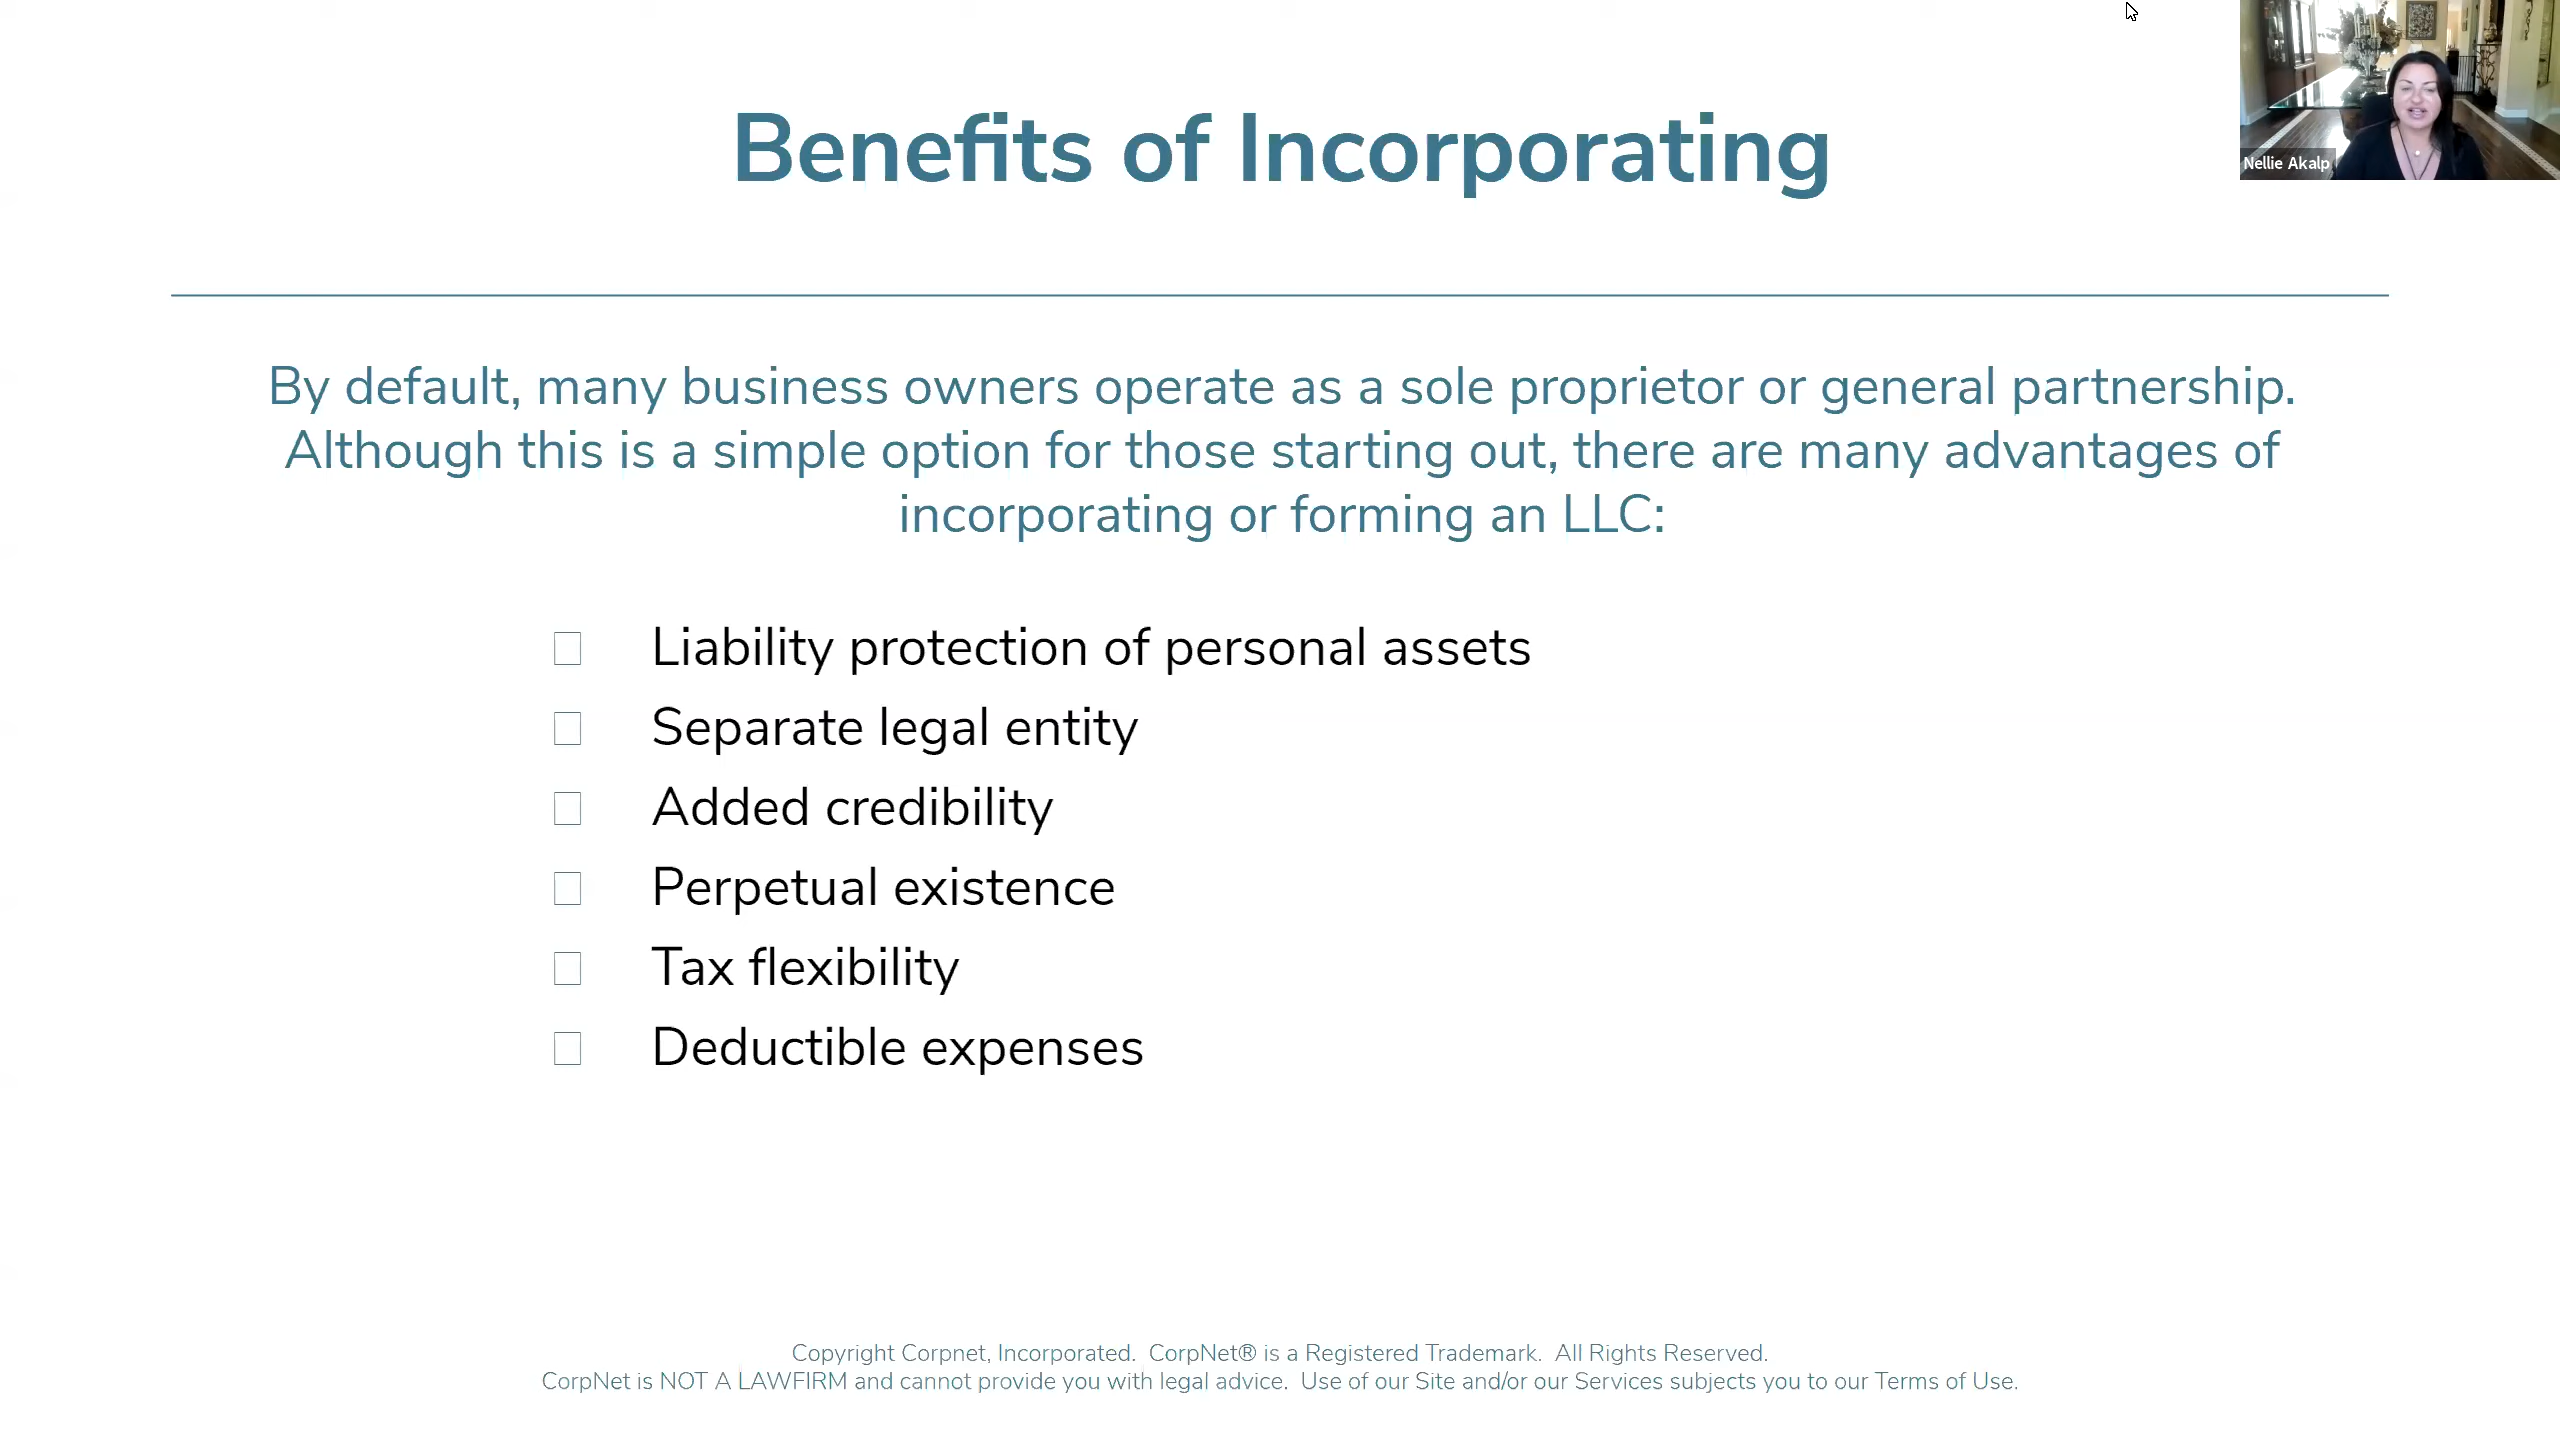 Benefits of Incorporating
Nellie Akalp
By default, many business owners operate as a sole proprietor or general partnership.
Although this is a simple option for those starting out, there are many advantages of
incorporating or forming an LLC:
Liability protection of personal assets
Separate legal entity
Added credibility
Perpetual existence
Tax flexibility
Deductible expenses
Copyright Corpnet, Incorporated.  CorpNet® is a Registered Trademark.  All Rights Reserved.
CorpNet is NOT A LAWFIRM and cannot provide you with legal advice.  Use of our Site and/or our Services subjects you to our Terms of Use.